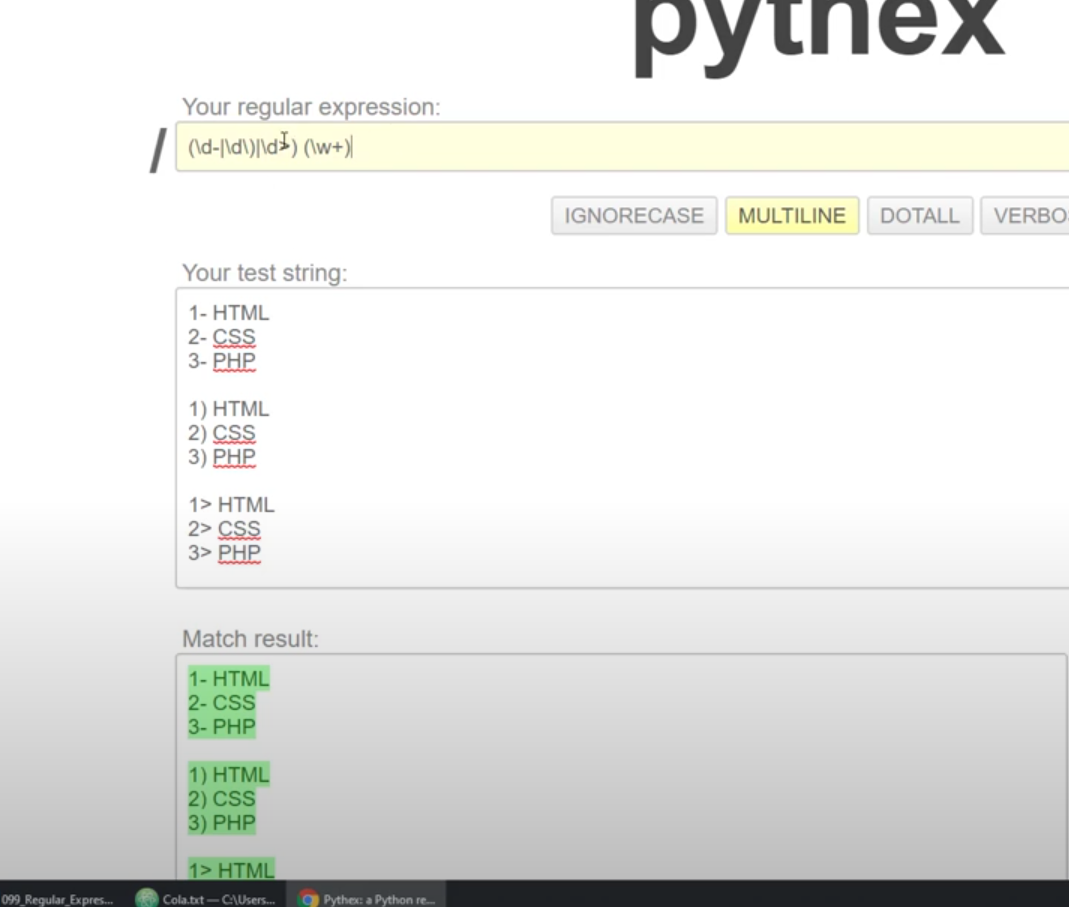 pythex
Your regular expression:
/ (\d-|\d\)|\d>) (\w+)
IGNORECASE MULTILINE DOTALL
Your test string:
1- HTML
2- CSS
3- PHP
1) HTML
2) CSS
3) PHP
1> HTML
2> CSS
3> PHP
Match result:
1- HTML
2- CSS
3- PHP
1) HTML
2) CSS
3) PHP
1> HTML
099_Regular_Expres... Cola.txt — C:\Users... Pythex: a Python re...